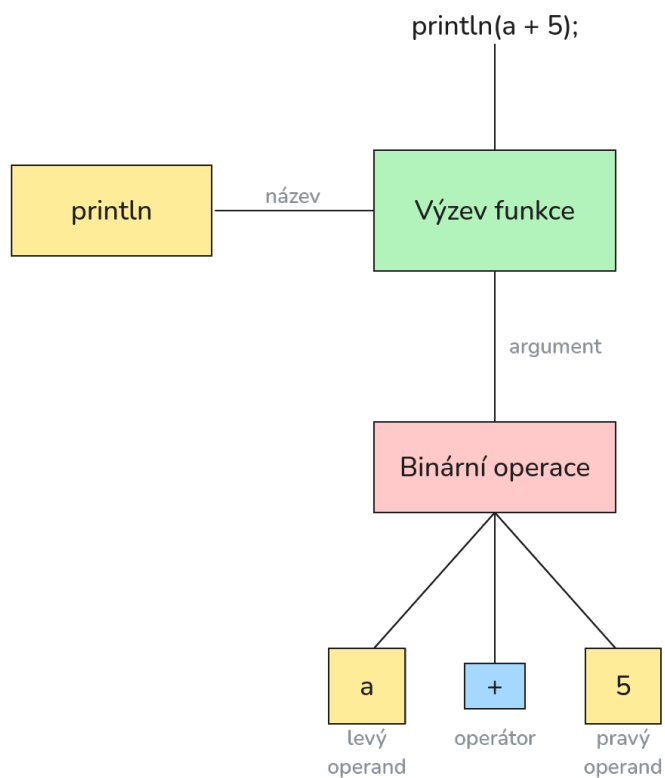 println(a + 5);
println
název
Výzev funkce
argument
Binární operace
a
+
5
levý
operand
operátor
pravý
operand